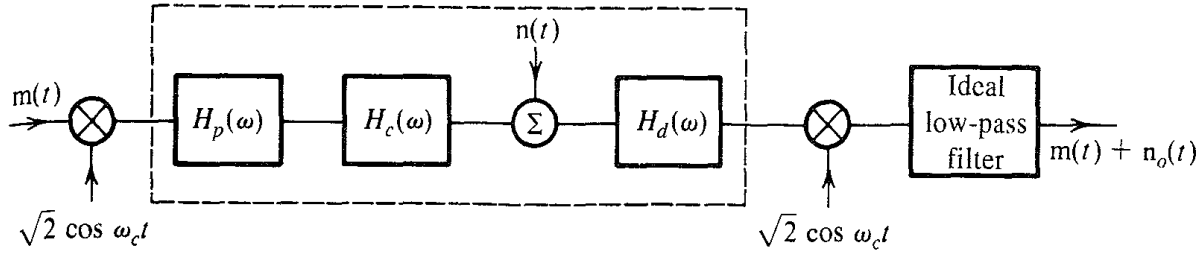 n(t)
m(t)
H_p(ω)
H_c(ω)
Σ
H_d(ω)
Ideal
low-pass
filter
m(t) + n_o(t)
√2 cos ω_c t
√2 cos ω_c t